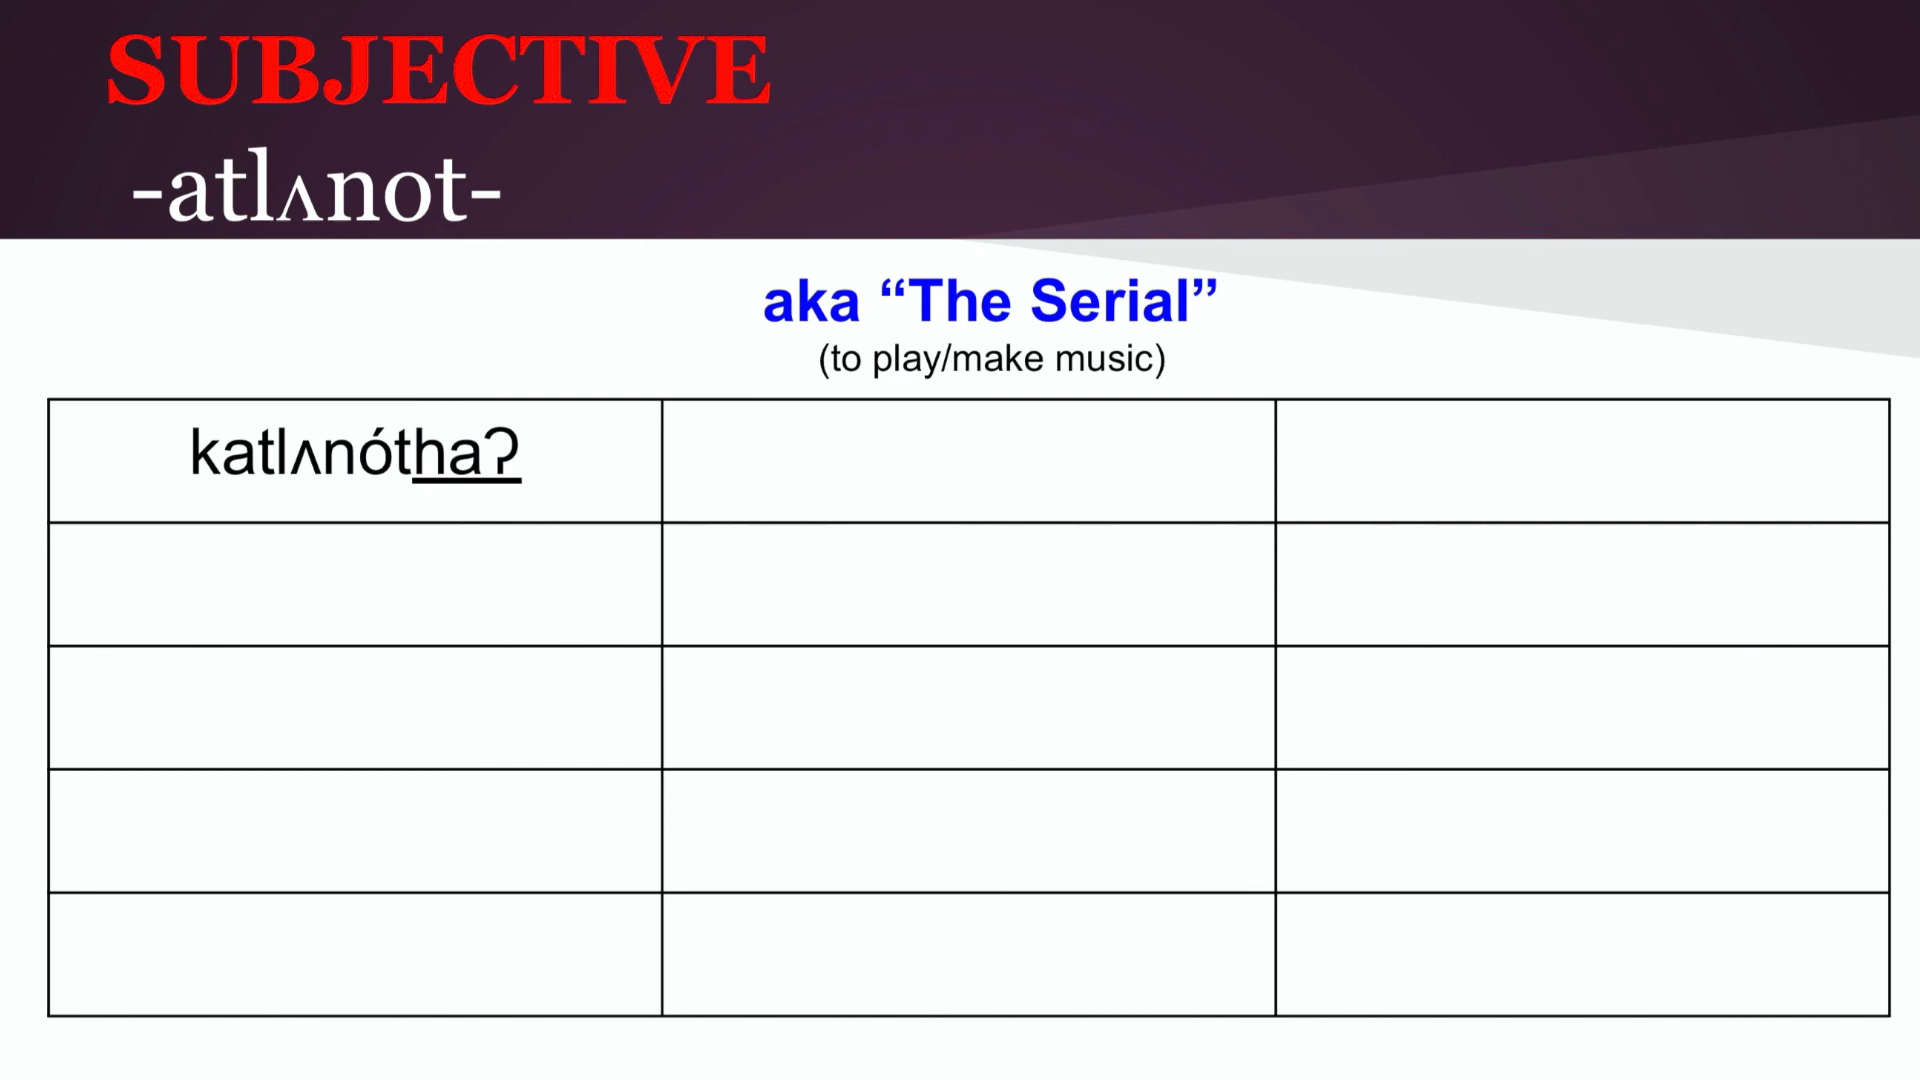 SUBJECTIVE
-atlʌnot-
aka “The Serial”
(to play/make music)
katlʌnóthaʔ